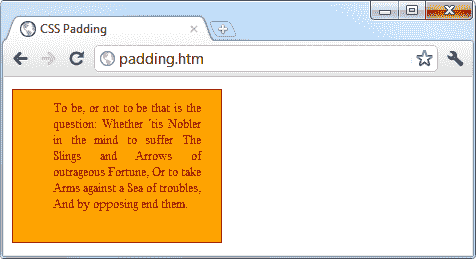 CSS Padding
padding.htm
To be, or not to be that is the
question: Whether 'tis Nobler
in the mind to suffer The
Slings and Arrows of
outrageous Fortune, Or to take
Arms against a Sea of troubles,
And by opposing end them.